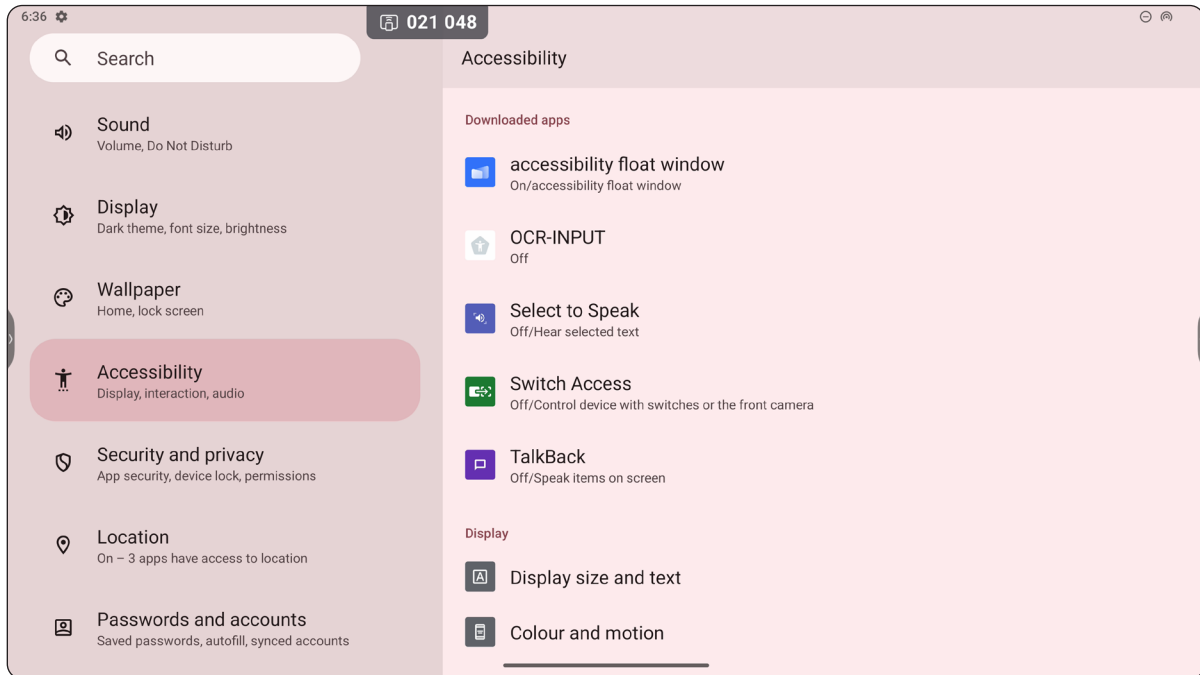 6:36
021 048
Search
Sound
Volume, Do Not Disturb
Display
Dark theme, font size, brightness
Wallpaper
Home, lock screen
Accessibility
Display, interaction, audio
Security and privacy
App security, device lock, permissions
Location
On – 3 apps have access to location
Passwords and accounts
Saved passwords, autofill, synced accounts
Accessibility
Downloaded apps
accessibility float window
On/accessibility float window
OCR-INPUT
Off
Select to Speak
Off/Hear selected text
Switch Access
Off/Control device with switches or the front camera
TalkBack
Off/Speak items on screen
Display
Display size and text
Colour and motion